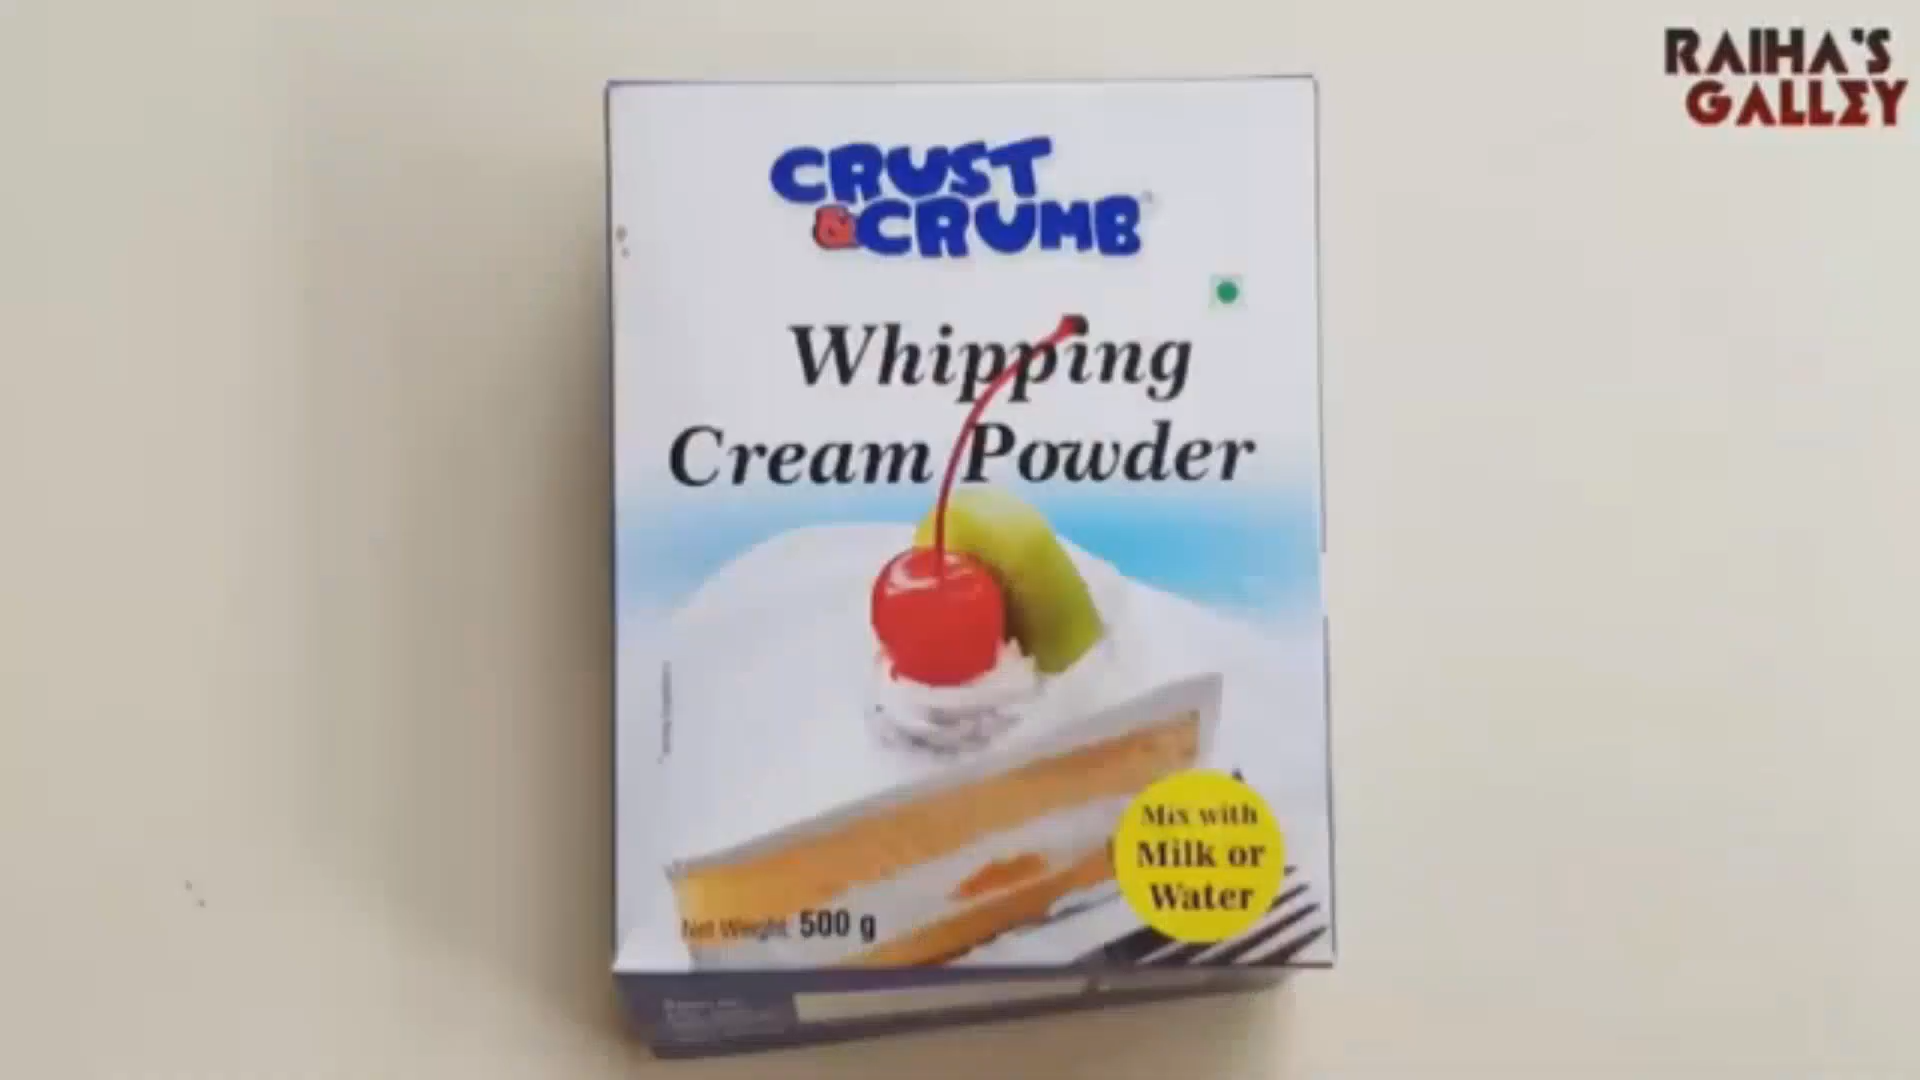 RAIHA'S
GALLEY
CRUST
&CRUMB
Whipping
Cream Powder
Mix with
Milk or
Water
Net Weight: 500 g